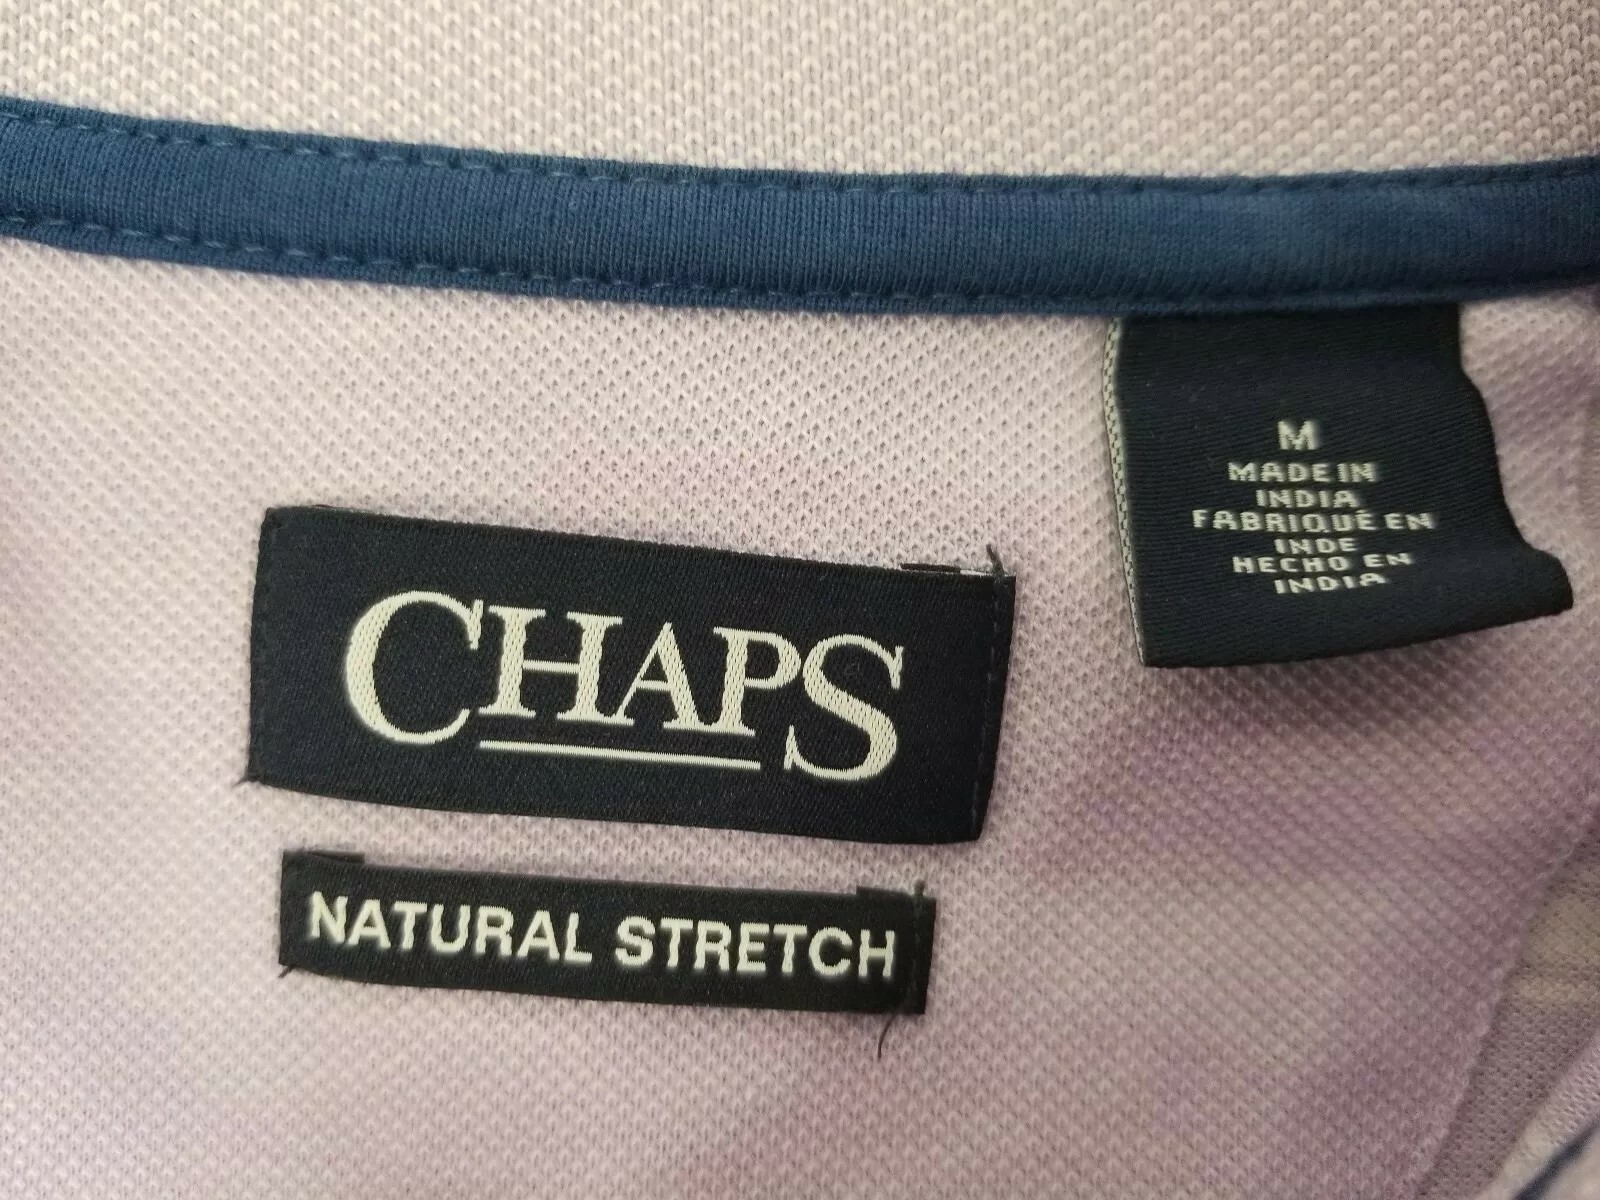 M
MADE IN
INDIA
FABRIQUÉ EN
INDE
HECHO EN
INDIA
CHAPS
NATURAL STRETCH